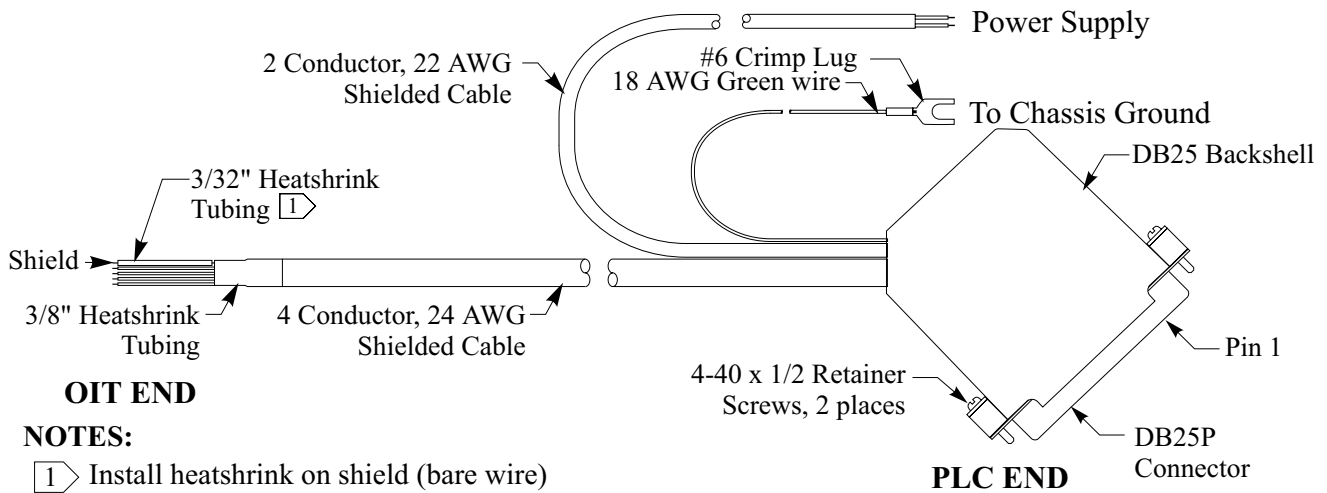 Power Supply
2 Conductor, 22 AWG
Shielded Cable
#6 Crimp Lug
18 AWG Green wire
To Chassis Ground
DB25 Backshell
3/32" Heatshrink
Tubing 1
Shield
3/8" Heatshrink
Tubing
4 Conductor, 24 AWG
Shielded Cable
Pin 1
4-40 x 1/2 Retainer
Screws, 2 places
OIT END
DB25P
Connector
PLC END
NOTES:
1 Install heatshrink on shield (bare wire)